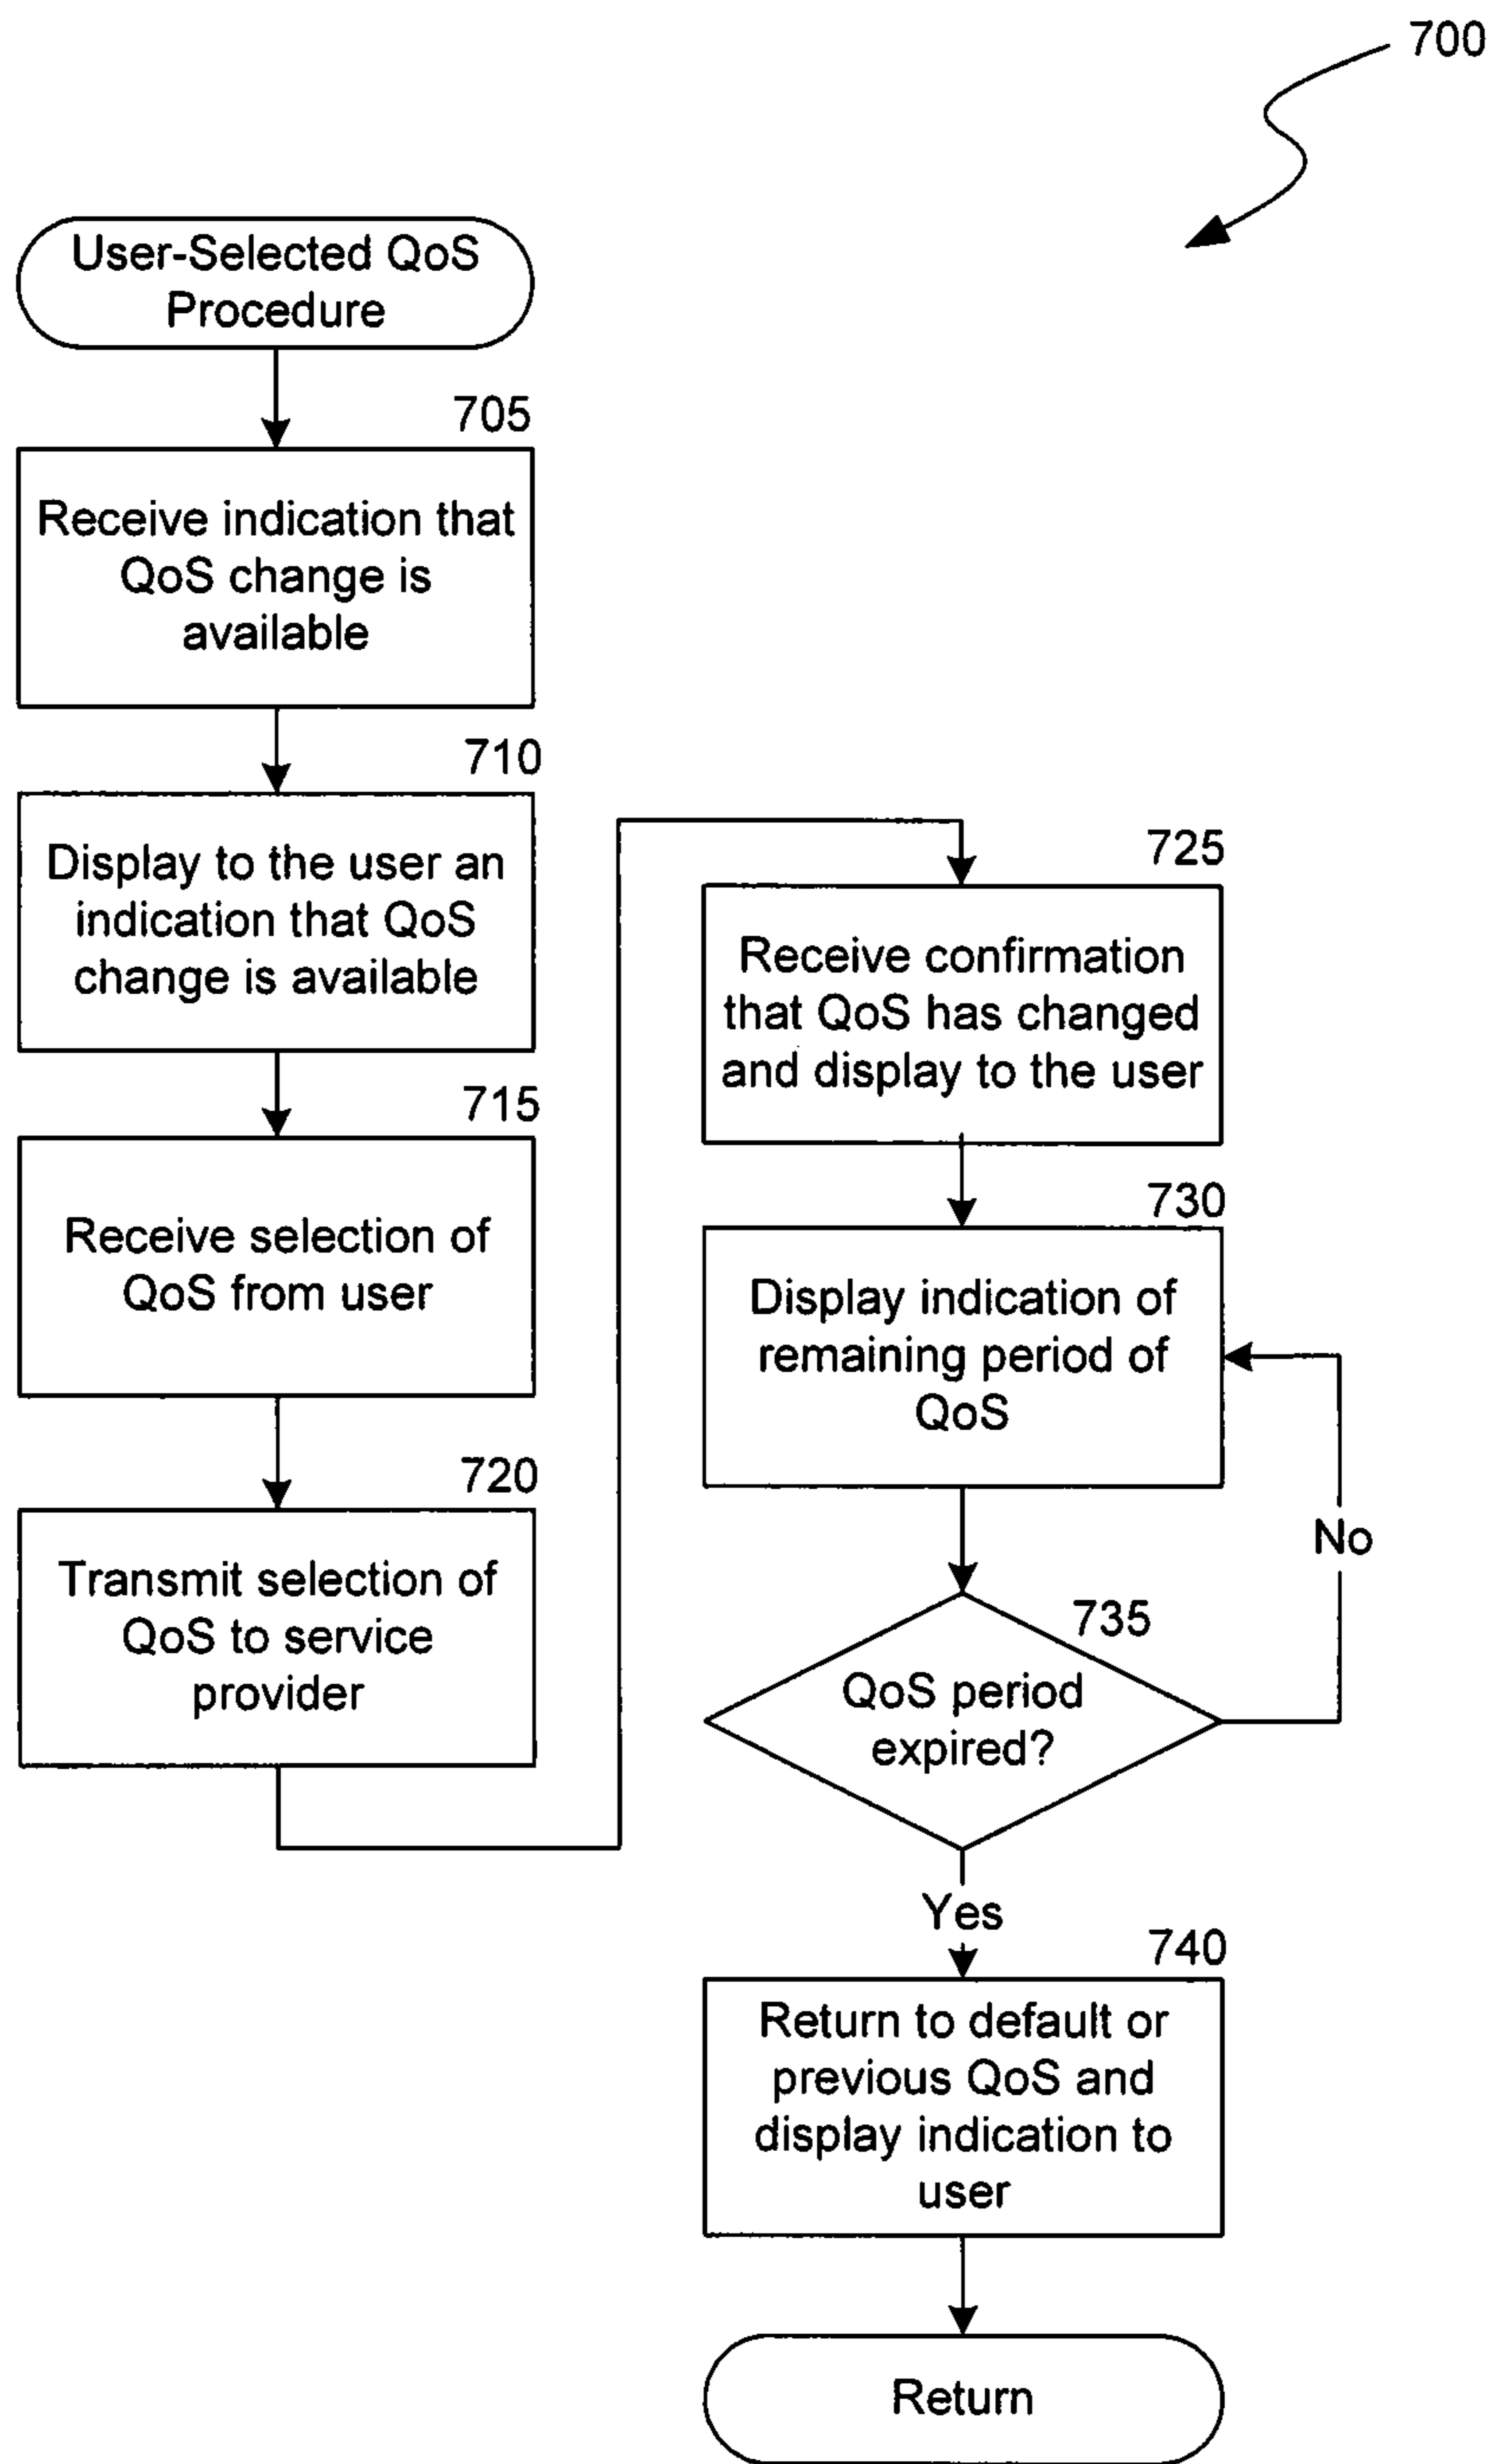 700
User-Selected QoS
Procedure
705
Receive indication that
QoS change is
available
710
Display to the user an
indication that QoS
change is available
715
Receive selection of
QoS from user
720
Transmit selection of
QoS to service
provider
725
Receive confirmation
that QoS has changed
and display to the user
730
Display indication of
remaining period of
QoS
No
735
QoS period
expired?
Yes
740
Return to default or
previous QoS and
display indication to
user
Return